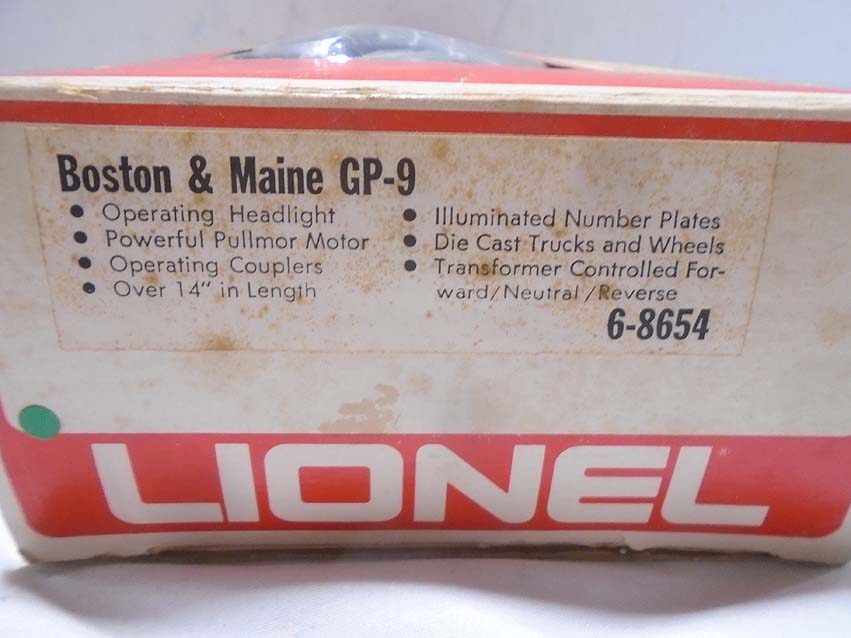 Boston & Maine GP-9
• Operating Headlight
• Powerful Pullmor Motor
• Operating Couplers
• Over 14" in Length
• Illuminated Number Plates
• Die Cast Trucks and Wheels
• Transformer Controlled For-
ward/Neutral/Reverse
6-8654
LIONEL®